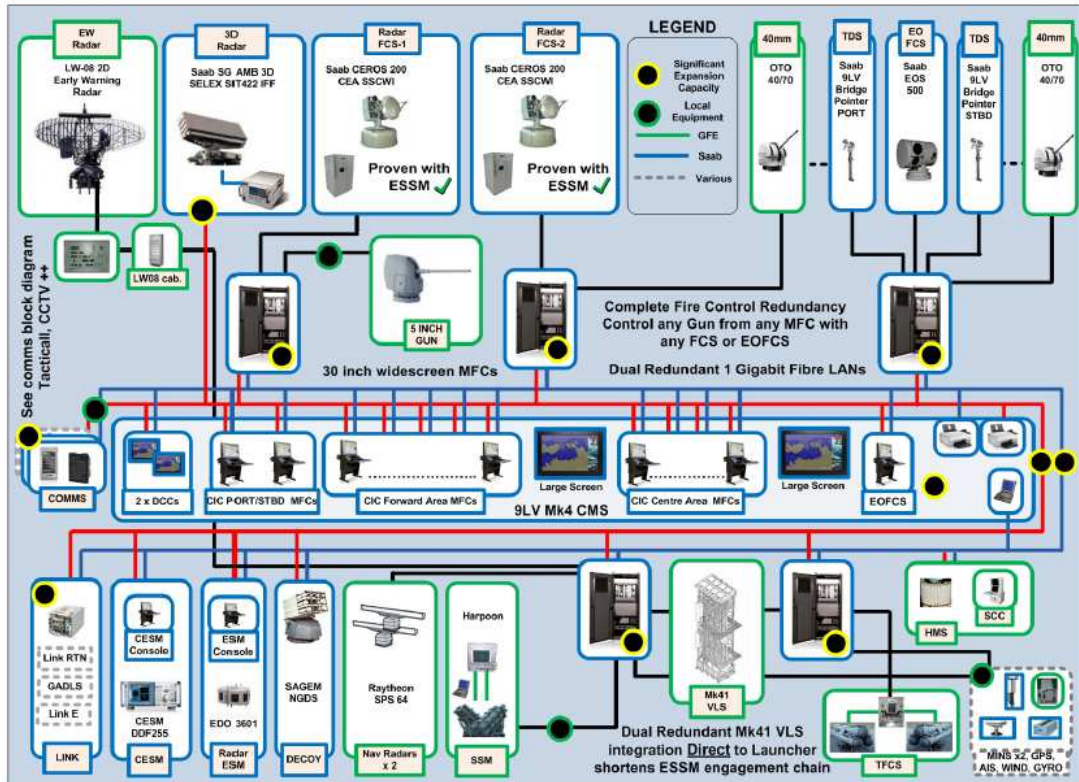 EW
Radar
LW-08 2D
Early Warning
Radar
3D
Radar
Saab SG AMB 3D
SELEX SIT422 IFF
Radar
FCS-1
Saab CEROS 200
CEA SSCWI
Proven with
ESSM
Radar
FCS-2
Saab CEROS 200
CEA SSCWI
Proven with
ESSM
LEGEND
Significant
Expansion
Capacity
Local
Equipment
GFE
Saab
Various
40mm
OTO
40/70
TDS
Saab
9LV
Bridge
Pointer
PORT
EO
FCS
Saab
EOS
500
TDS
Saab
9LV
Bridge
Pointer
STBD
40mm
OTO
40/70
LW08 cab.
See comms block diagram
Tacticall, CCTV ++
5 INCH
GUN
30 inch widescreen MFCs
Complete Fire Control Redundancy
Control any Gun from any MFC with
any FCS or EOFCS
Dual Redundant 1 Gigabit Fibre LANs
COMMS
2 x DCCs
CIC PORT/STBD MFCs
CIC Forward Area MFCs
Large Screen
CIC Centre Area MFCs
Large Screen
EOFCS
9LV Mk4 CMS
Link RTN
GADLS
Link E
LINK
CESM
Console
CESM
DDF255
CESM
ESM
Console
EDO 3601
Radar
ESM
SAGEM
NGDS
DECOY
Raytheon
SPS 64
Nav Radars
x 2
Harpoon
SSM
Mk41
VLS
Dual Redundant Mk41 VLS
integration Direct to Launcher
shortens ESSM engagement chain
HMS
SCC
TFCS
MINS x2, GPS,
AIS, WIND, GYRO